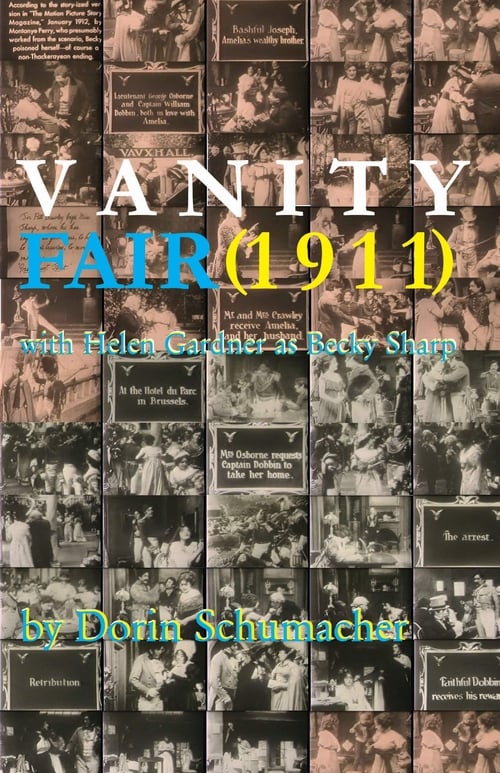 According to the story-ized ver
sion in "The Motion Picture Story
Magazine," January 1912, by
Montanye Perry, who presumably
worked from the scenario, Becky
poisoned herself—of course a
non-Thackerayean ending.
Bashful Joseph,
Amelia's wealthy brother.
Lieutenant George Osborne
and Captain William
Dobbin, both in love with
Amelia.
VAUXHALL
VANITY
FAIR (1911)
Mr. and Mrs. Crawley
receive Amelia,
and her husband.
with Helen Gardner as Becky Sharp
At the Hotel du Parc
in Brussels.
Mrs Osborne requests
Captain Dobbin to
take her home.
The arrest.
by Dorin Schumacher
Retribution.
Faithful Dobbin
receives his rewa